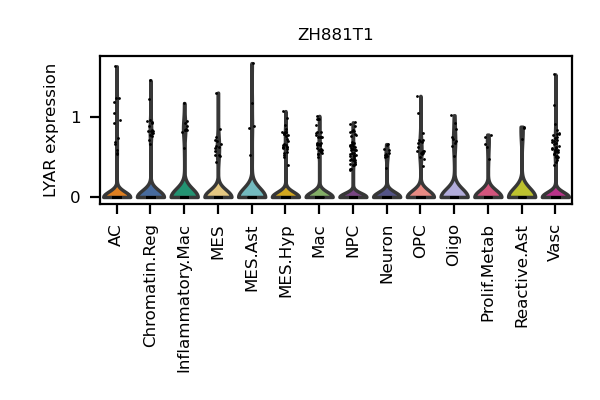 ZH881T1
LYAR expression
1
0
AC
Chromatin.Reg
Inflammatory.Mac
MES
MES.Ast
MES.Hyp
Mac
NPC
Neuron
OPC
Oligo
Prolif.Metab
Reactive.Ast
Vasc